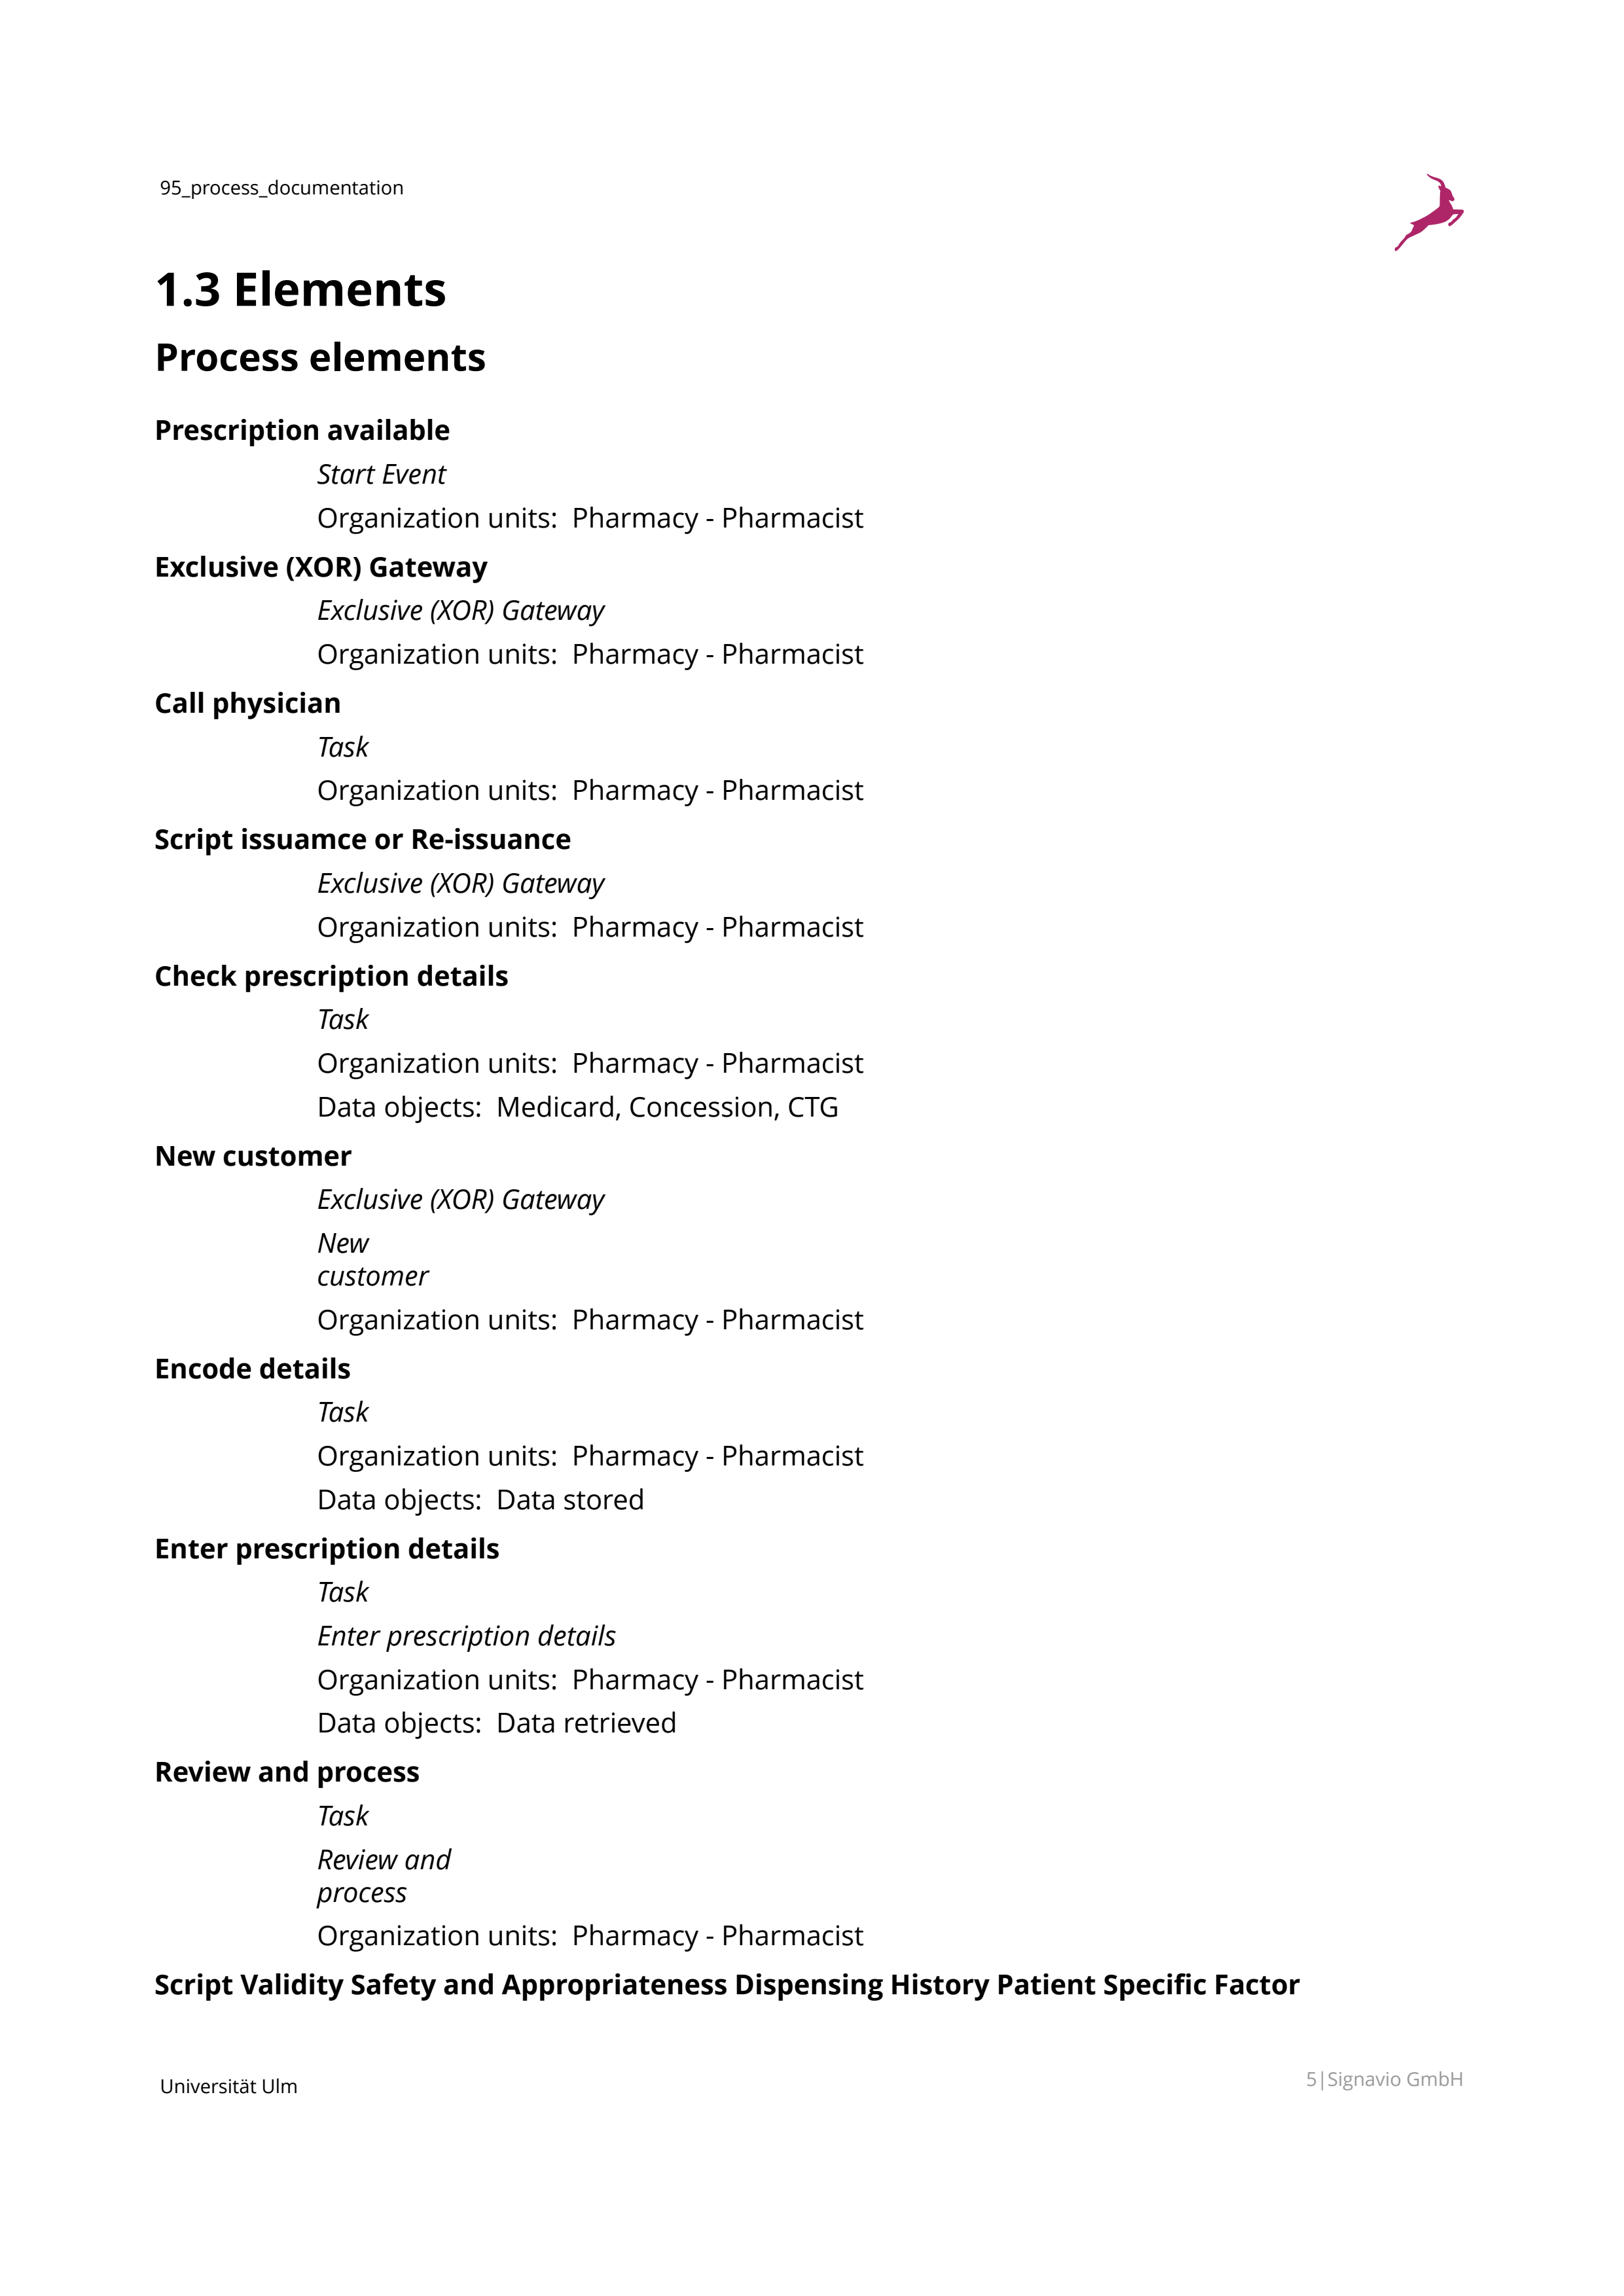 95_process_documentation
1.3 Elements
Process elements
Prescription available
Start Event
Organization units:  Pharmacy - Pharmacist
Exclusive (XOR) Gateway
Exclusive (XOR) Gateway
Organization units:  Pharmacy - Pharmacist
Call physician
Task
Organization units:  Pharmacy - Pharmacist
Script issuamce or Re-issuance
Exclusive (XOR) Gateway
Organization units:  Pharmacy - Pharmacist
Check prescription details
Task
Organization units:  Pharmacy - Pharmacist
Data objects:  Medicard, Concession, CTG
New customer
Exclusive (XOR) Gateway
New
customer
Organization units:  Pharmacy - Pharmacist
Encode details
Task
Organization units:  Pharmacy - Pharmacist
Data objects:  Data stored
Enter prescription details
Task
Enter prescription details
Organization units:  Pharmacy - Pharmacist
Data objects:  Data retrieved
Review and process
Task
Review and
process
Organization units:  Pharmacy - Pharmacist
Script Validity Safety and Appropriateness Dispensing History Patient Specific Factor
Universität Ulm
5|Signavio GmbH